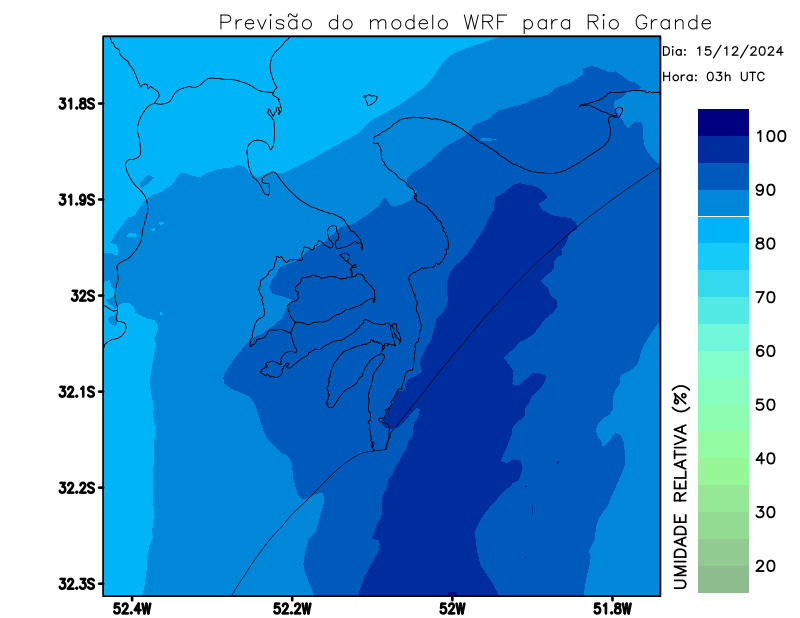 Previsão do modelo WRF para Rio Grande
Dia: 15/12/2024
Hora: 03h UTC
31.8S
31.9S
32S
32.1S
32.2S
32.3S
52.4W
52.2W
52W
51.8W
100
90
80
70
60
50
40
30
20
UMIDADE RELATIVA (%)